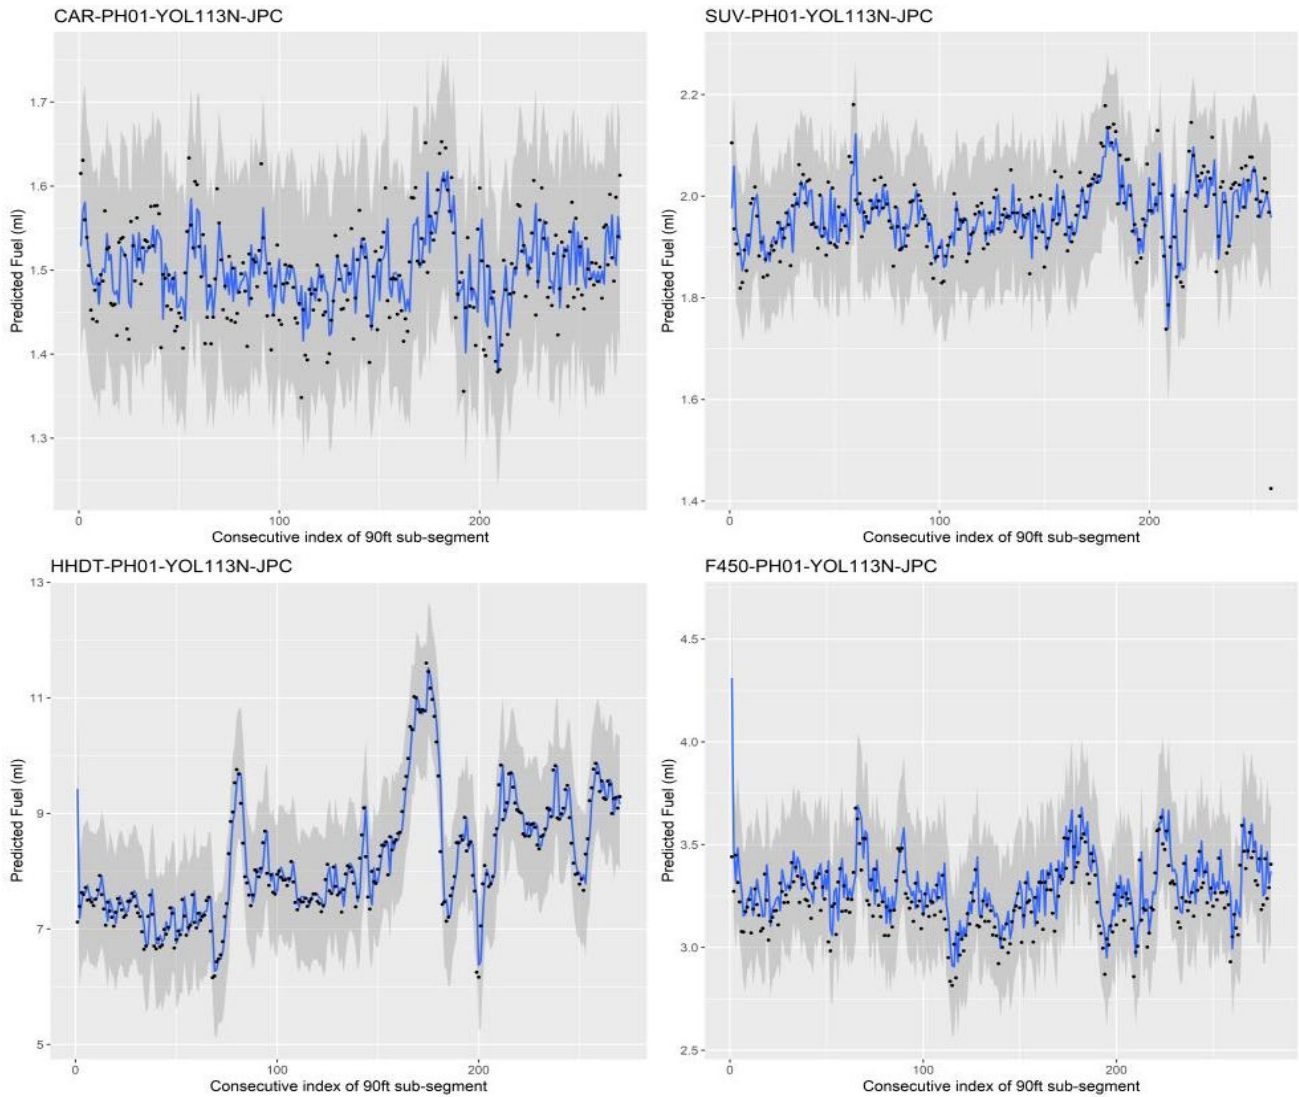 CAR-PH01-YOL113N-JPC
Predicted Fuel (ml)
1.7
1.6
1.5
1.4
1.3
0
100
200
Consecutive index of 90ft sub-segment
SUV-PH01-YOL113N-JPC
Predicted Fuel (ml)
2.2
2.0
1.8
1.6
1.4
0
100
200
Consecutive index of 90ft sub-segment
HHDT-PH01-YOL113N-JPC
Predicted Fuel (ml)
13
11
9
7
5
0
100
200
Consecutive index of 90ft sub-segment
F450-PH01-YOL113N-JPC
Predicted Fuel (ml)
4.5
4.0
3.5
3.0
2.5
0
100
200
Consecutive index of 90ft sub-segment